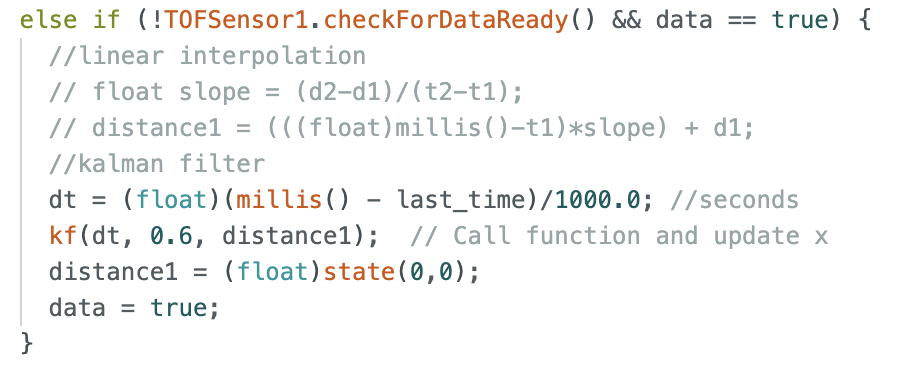 else if (!TOFSensor1.checkForDataReady() && data == true) {
//linear interpolation
// float slope = (d2-d1)/(t2-t1);
// distance1 = (((float)millis()-t1)*slope) + d1;
//kalman filter
dt = (float)(millis() - last_time)/1000.0; //seconds
kf(dt, 0.6, distance1);  // Call function and update x
distance1 = (float)state(0,0);
data = true;
}